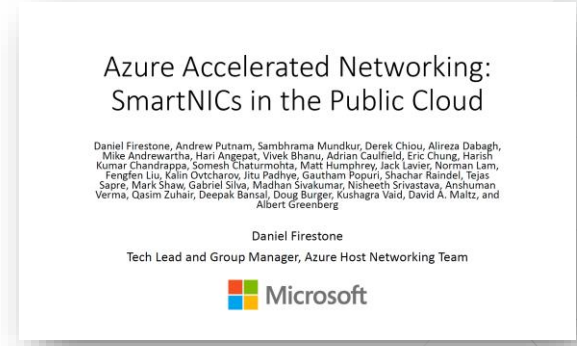 Azure Accelerated Networking:
SmartNICs in the Public Cloud
Daniel Firestone, Andrew Putnam, Sambhrama Mundkur, Derek Chiou, Alireza Dabagh,
Mike Andrewartha, Hari Angepat, Vivek Bhanu, Adrian Caulfield, Eric Chung, Harish
Kumar Chandrappa, Somesh Chaturmohta, Matt Humphrey, Jack Lavier, Norman Lam,
Fengfen Liu, Kalin Ovtcharov, Jitu Padhye, Gautham Popuri, Shachar Raindel, Tejas
Sapre, Mark Shaw, Gabriel Silva, Madhan Sivakumar, Nisheeth Srivastava, Anshuman
Verma, Qasim Zuhair, Deepak Bansal, Doug Burger, Kushagra Vaid, David A. Maltz, and
Albert Greenberg
Daniel Firestone
Tech Lead and Group Manager, Azure Host Networking Team
Microsoft